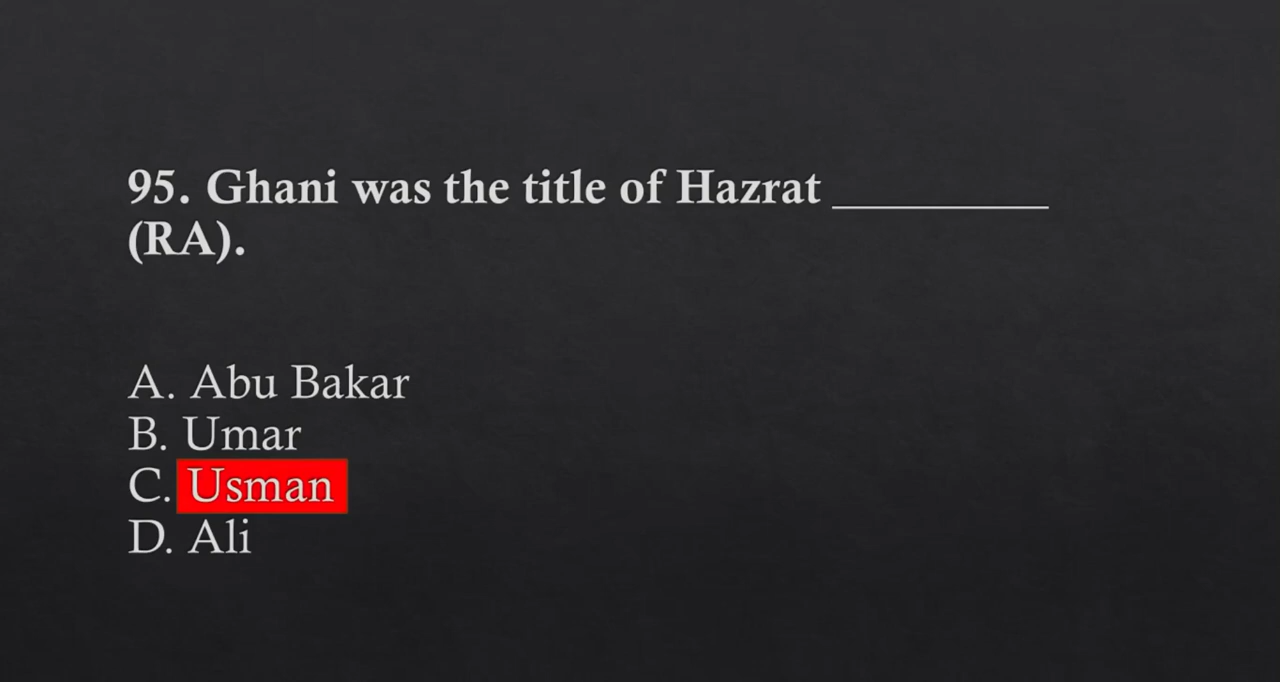 95. Ghani was the title of Hazrat _________
(RA).
A. Abu Bakar
B. Umar
C. Usman
D. Ali